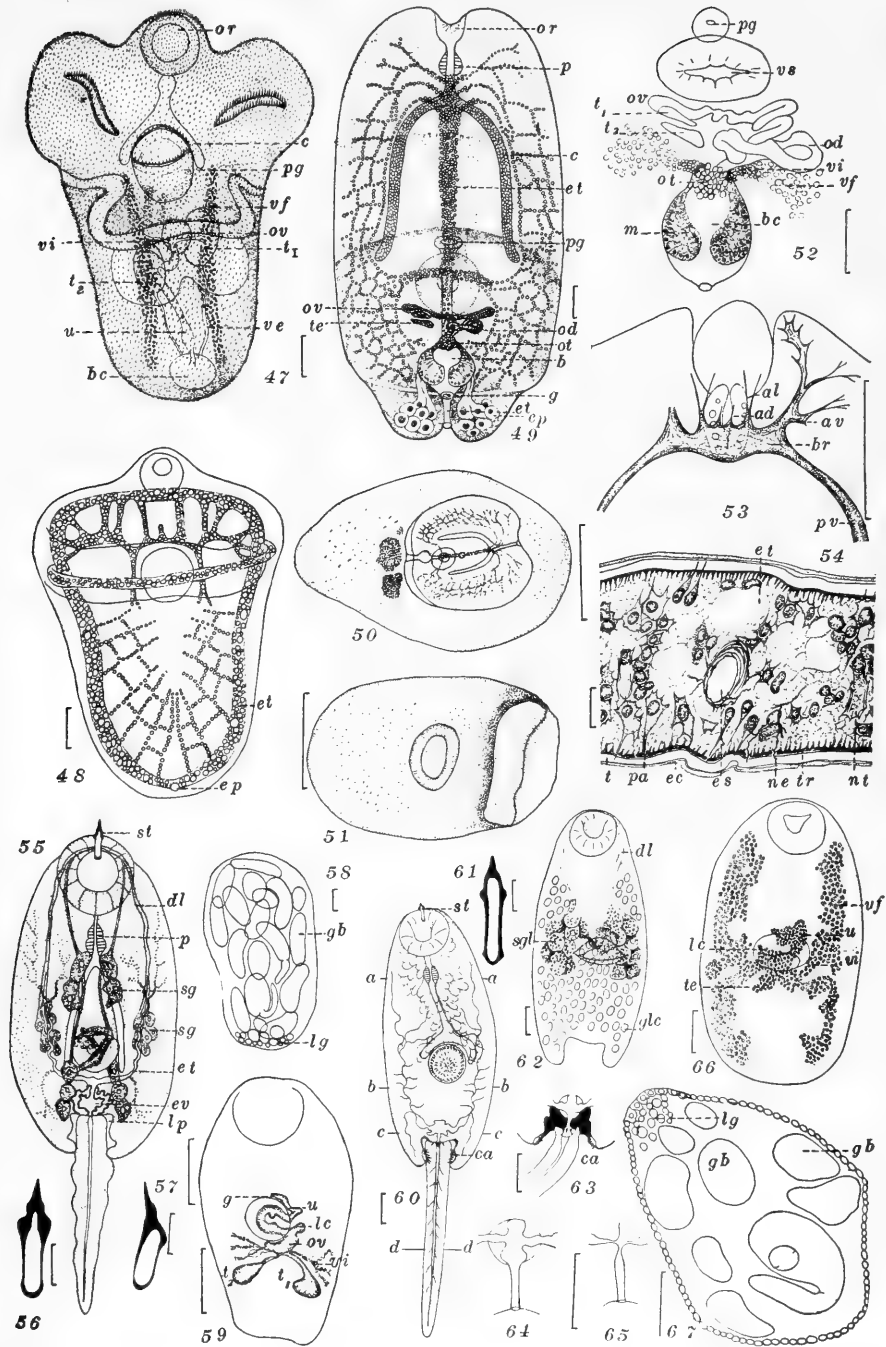 or
c
pg
vf
ov
vi
t1
t2
u
ve
bc
47
or
p
c
et
pg
ov
te
od
ot
b
g
et
ep
49
pg
vs
ov
t1
t2
od
vi
ot
vf
m
bc
52
al
ad
av
br
pv
53
54
et
t pa ec es ne tr nt
et
ep
48
50
51
55
st
dl
p
sg
sg
et
ev
lp
56
57
58
gb
lg
g
u
lc
ov
vi
t
t1
59
st
a a
b b
c c
ca
d d
60
61
dl
sgl
glc
62
ca
63
64
65
vf
u
lc
vi
te
66
lg
gb
gb
67